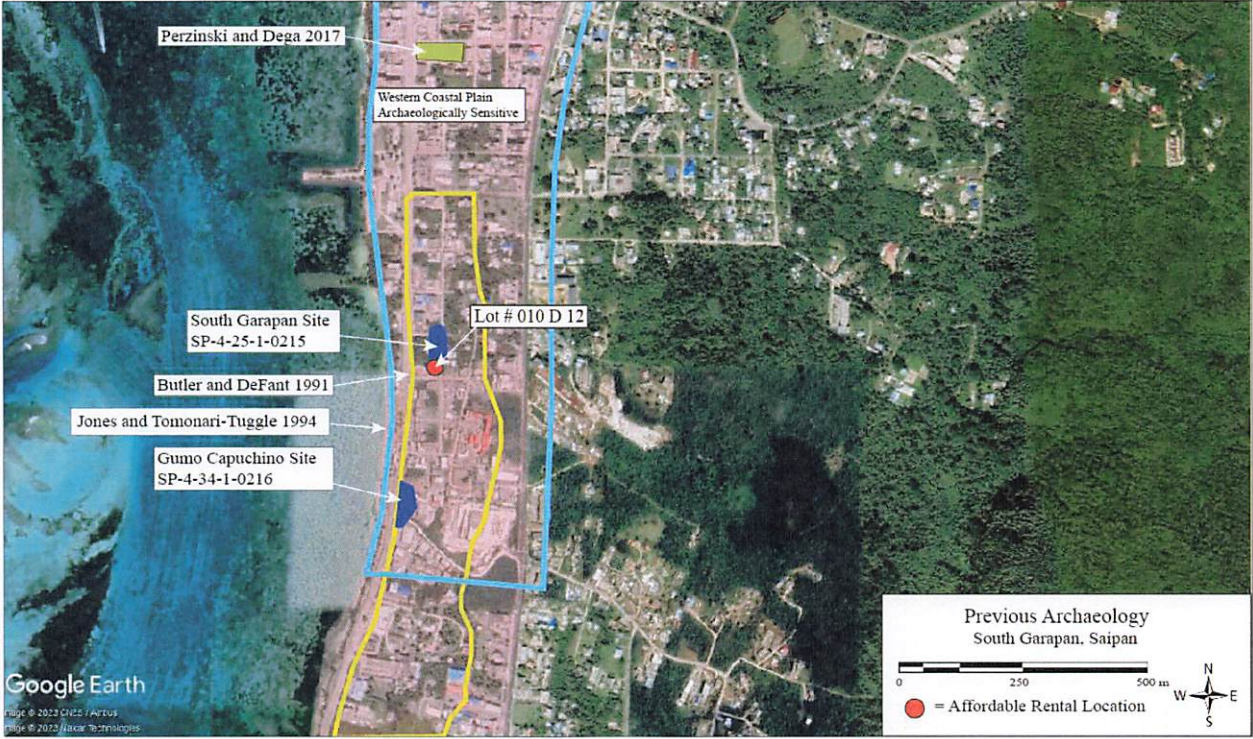 Perzinski and Dega 2017
Western Coastal Plain
Archaeologically Sensitive
Lot # 010 D 12
South Garapan Site
SP-4-25-1-0215
Butler and DeFant 1991
Jones and Tomonari-Tuggle 1994
Gumo Capuchino Site
SP-4-34-1-0216
Previous Archaeology
South Garapan, Saipan
0 250 500 m
= Affordable Rental Location
N
W E
S
Google Earth
© 2023 CNES / Airbus
© 2023 Maxar Technologies